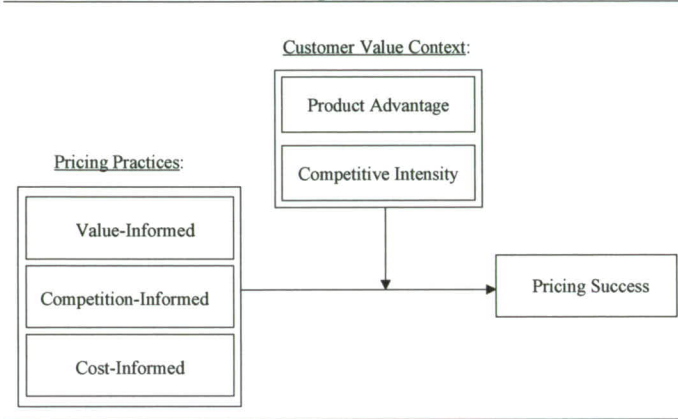 Customer Value Context:
Product Advantage
Competitive Intensity
Pricing Practices:
Value-Informed
Competition-Informed
Cost-Informed
Pricing Success